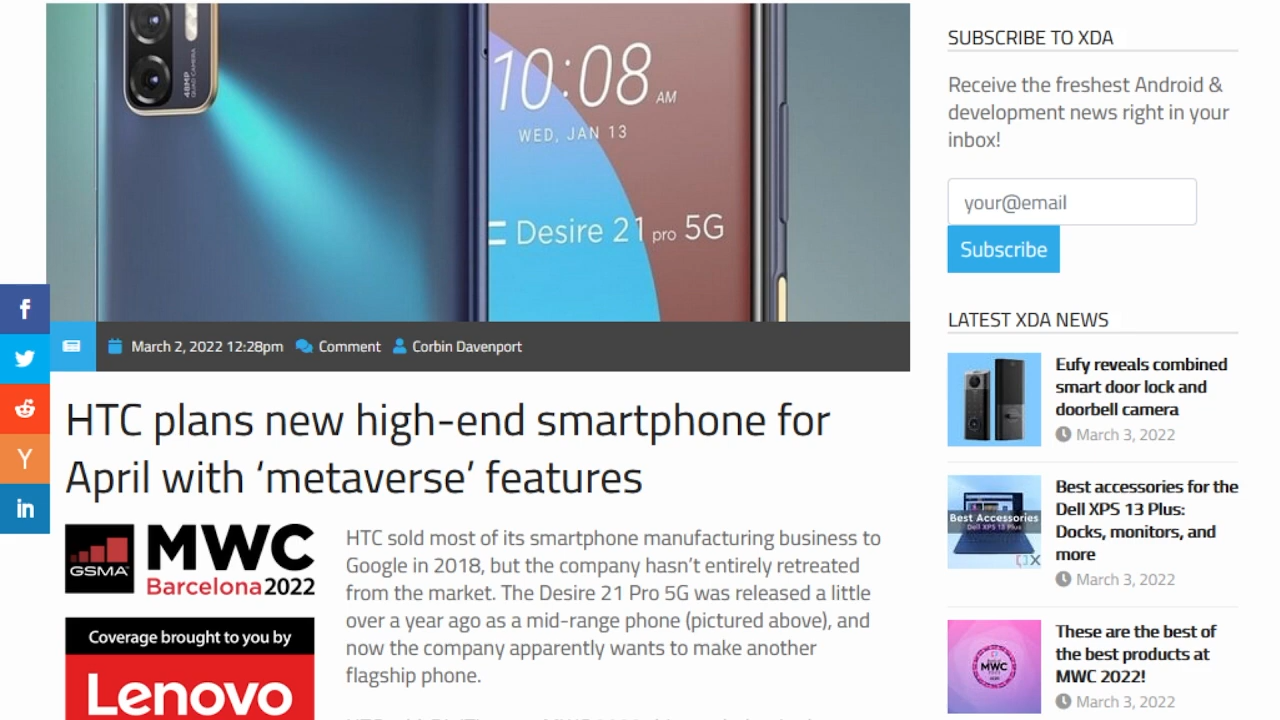 48MP
QUAD CAMERA
10:08 AM
WED, JAN 13
Desire 21 pro 5G
March 2, 2022 12:28pm Comment Corbin Davenport
HTC plans new high-end smartphone for
April with ‘metaverse’ features
GSMA
MWC
Barcelona2022
Coverage brought to you by
Lenovo
HTC sold most of its smartphone manufacturing business to
Google in 2018, but the company hasn’t entirely retreated
from the market. The Desire 21 Pro 5G was released a little
over a year ago as a mid-range phone (pictured above), and
now the company apparently wants to make another
flagship phone.
SUBSCRIBE TO XDA
Receive the freshest Android &
development news right in your
inbox!
your@email
Subscribe
LATEST XDA NEWS
Eufy reveals combined
smart door lock and
doorbell camera
March 3, 2022
Best Accessories
Dell XPS 13 Plus
Best accessories for the
Dell XPS 13 Plus:
Docks, monitors, and
more
March 3, 2022
MWC
These are the best of
the best products at
MWC 2022!
March 3, 2022
f
Y
in